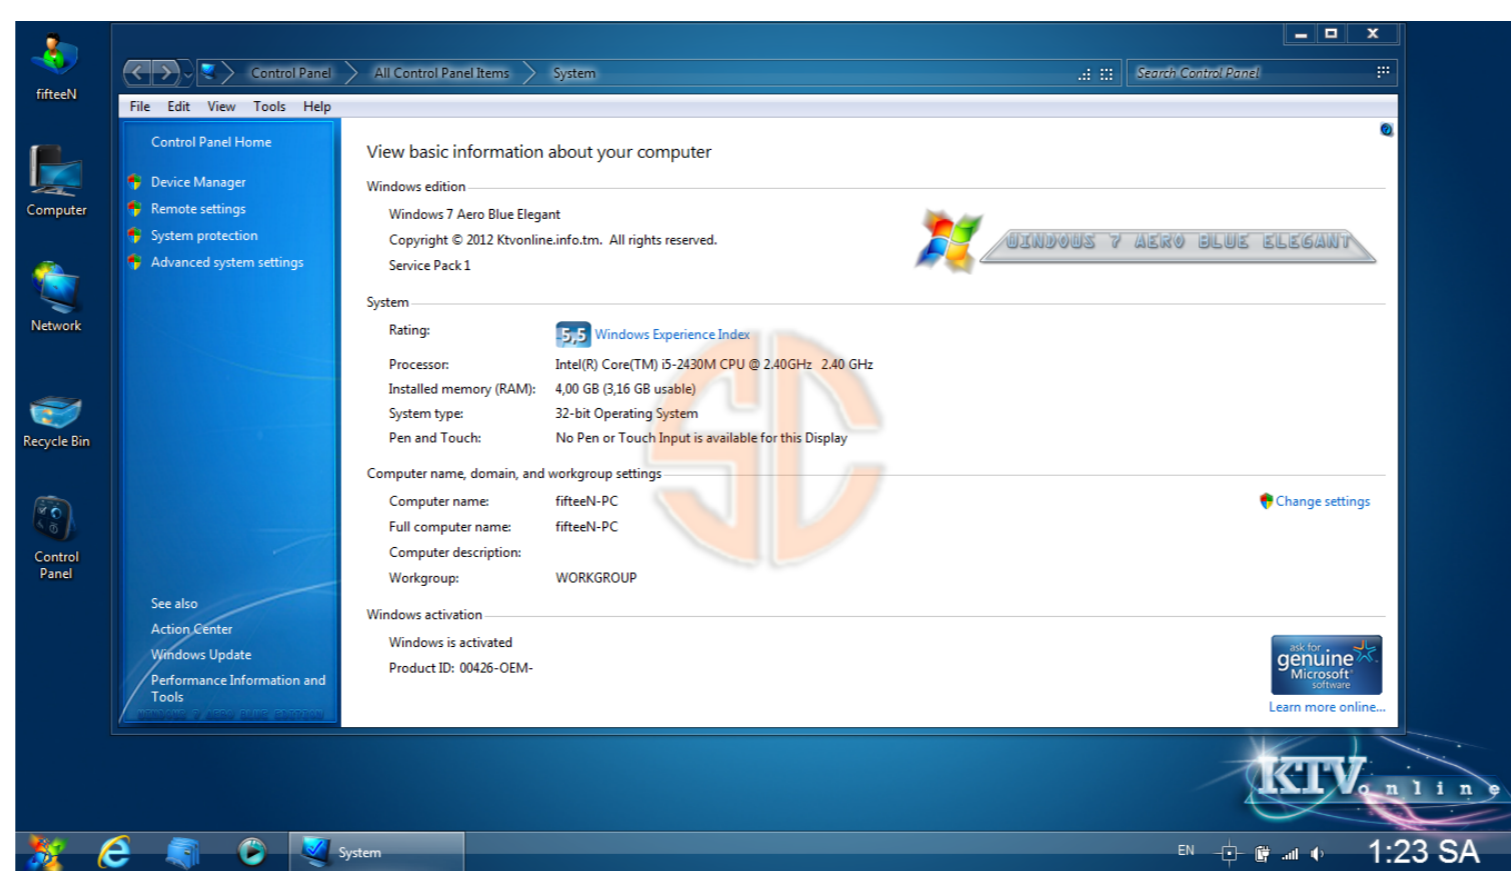 fifteeN
Computer
Network
Recycle Bin
Control
Panel
Control Panel
All Control Panel Items
System
Search Control Panel
File Edit View Tools Help
Control Panel Home
Device Manager
Remote settings
System protection
Advanced system settings
See also
Action Center
Windows Update
Performance Information and
Tools
View basic information about your computer
Windows edition
Windows 7 Aero Blue Elegant
Copyright © 2012 Ktvonline.info.tm. All rights reserved.
Service Pack 1
WINDOWS 7 AERO BLUE ELEGANT
System
Rating: 5,5 Windows Experience Index
Processor: Intel(R) Core(TM) i5-2430M CPU @ 2.40GHz 2.40 GHz
Installed memory (RAM): 4,00 GB (3,16 GB usable)
System type: 32-bit Operating System
Pen and Touch: No Pen or Touch Input is available for this Display
Computer name, domain, and workgroup settings
Computer name: fifteeN-PC
Change settings
Full computer name: fifteeN-PC
Computer description:
Workgroup: WORKGROUP
Windows activation
Windows is activated
Product ID: 00426-OEM-
ask for
genuine
Microsoft
software
Learn more online...
KTV online
System
EN
1:23 SA